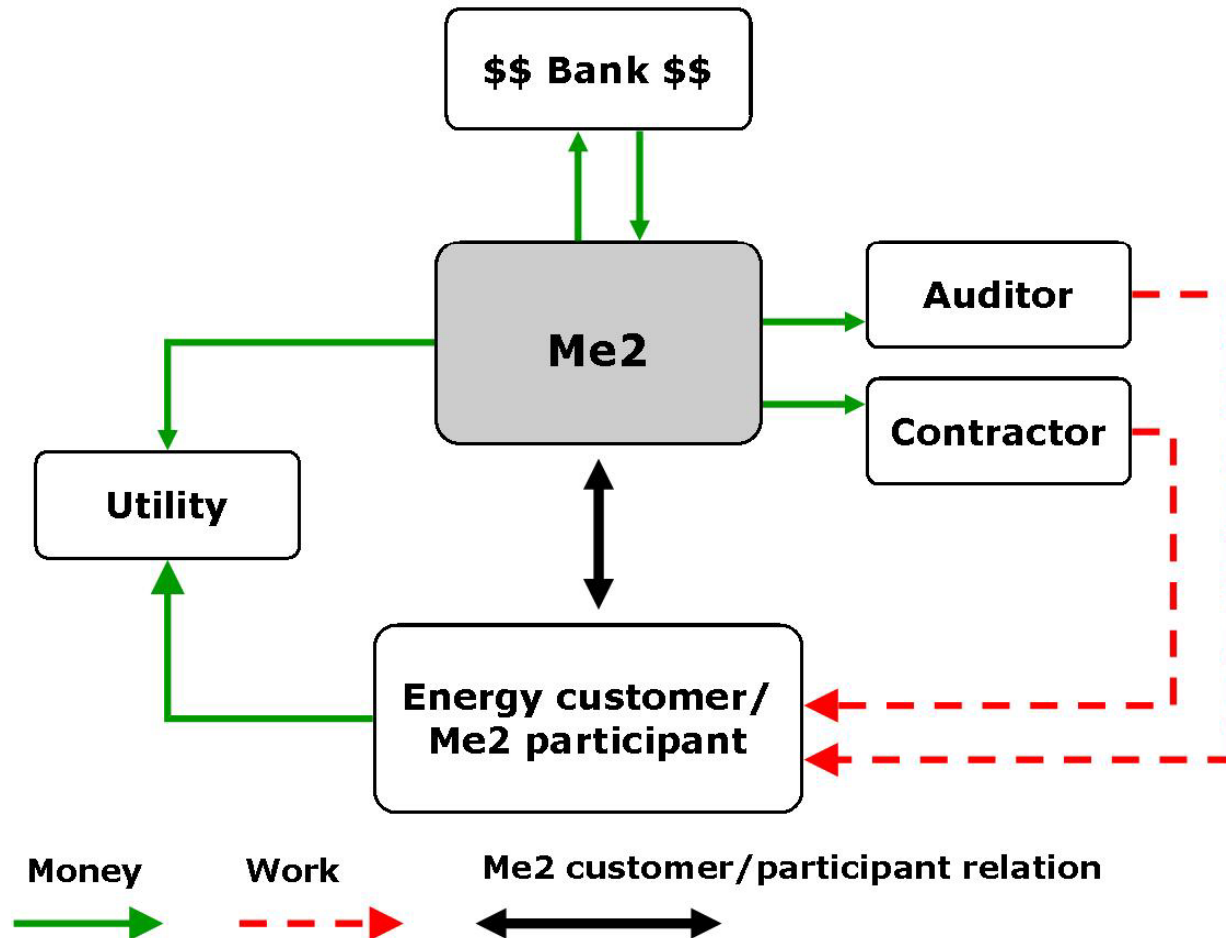 $$ Bank $$
Me2
Auditor
Contractor
Utility
Energy customer/
Me2 participant
Money
Work
Me2 customer/participant relation